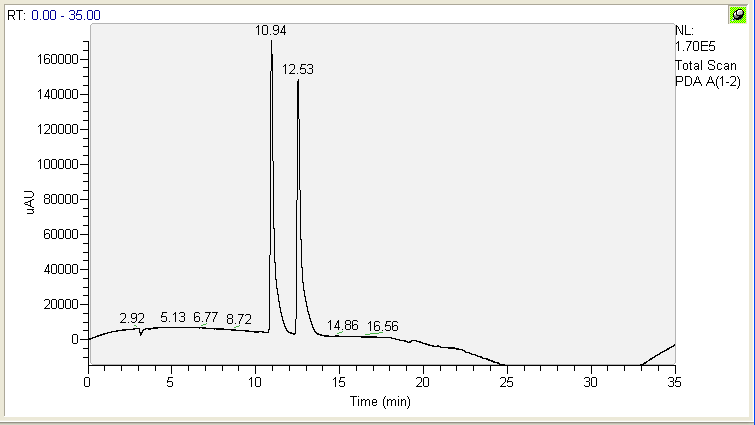 RT: 0.00 - 35.00
NL:
1.70E5
Total Scan
PDA A(1-2)
10.94
12.53
2.92
5.13
6.77
8.72
14.86
16.56
160000
140000
120000
100000
80000
60000
40000
20000
0
uAU
0 5 10 15 20 25 30 35
Time (min)